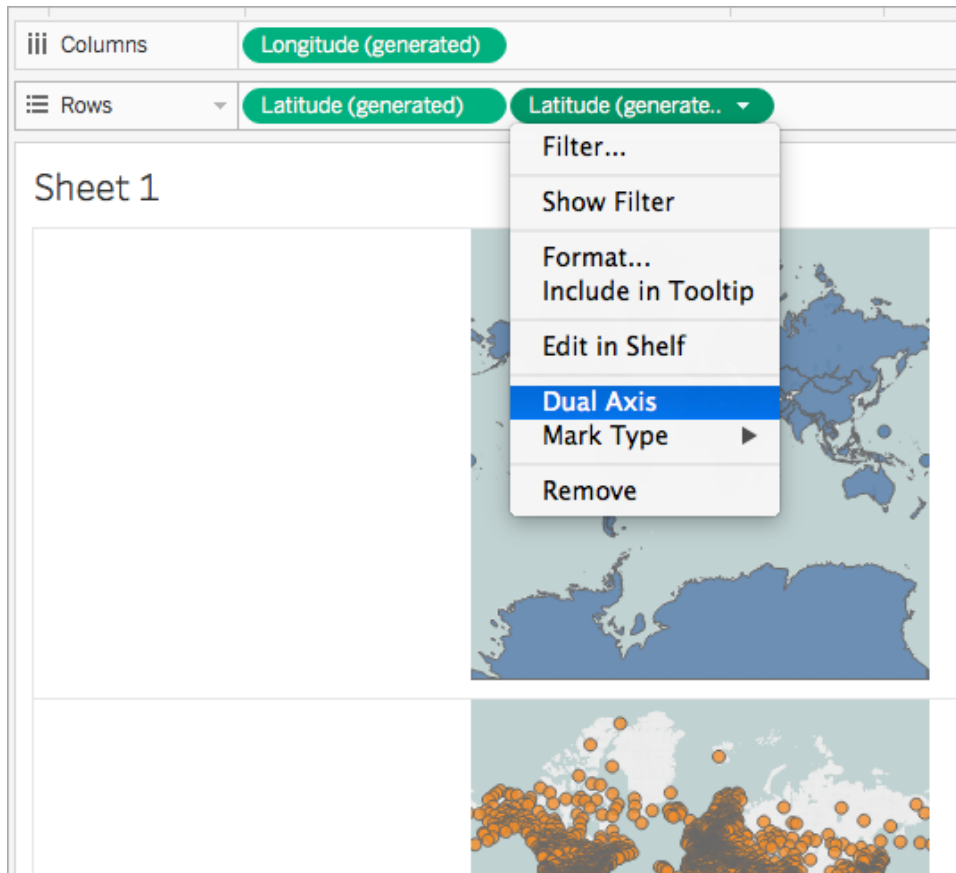 Columns
Longitude (generated)
Rows
Latitude (generated)
Latitude (generate..
Filter...
Show Filter
Format...
Include in Tooltip
Edit in Shelf
Dual Axis
Mark Type
Remove
Sheet 1